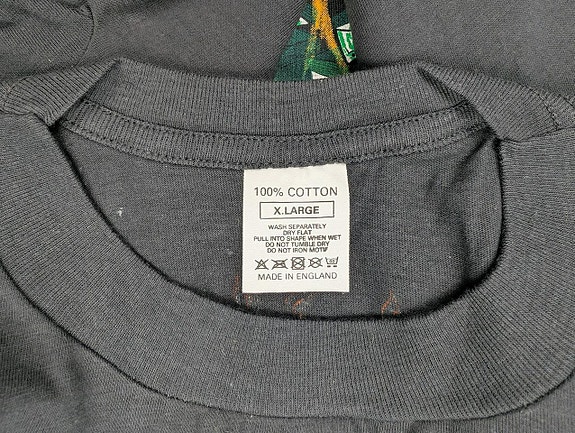 100% COTTON
X.LARGE
WASH SEPARATELY
DRY FLAT
PULL INTO SHAPE WHEN WET
DO NOT TUMBLE DRY
DO NOT IRON MOTIF
MADE IN ENGLAND